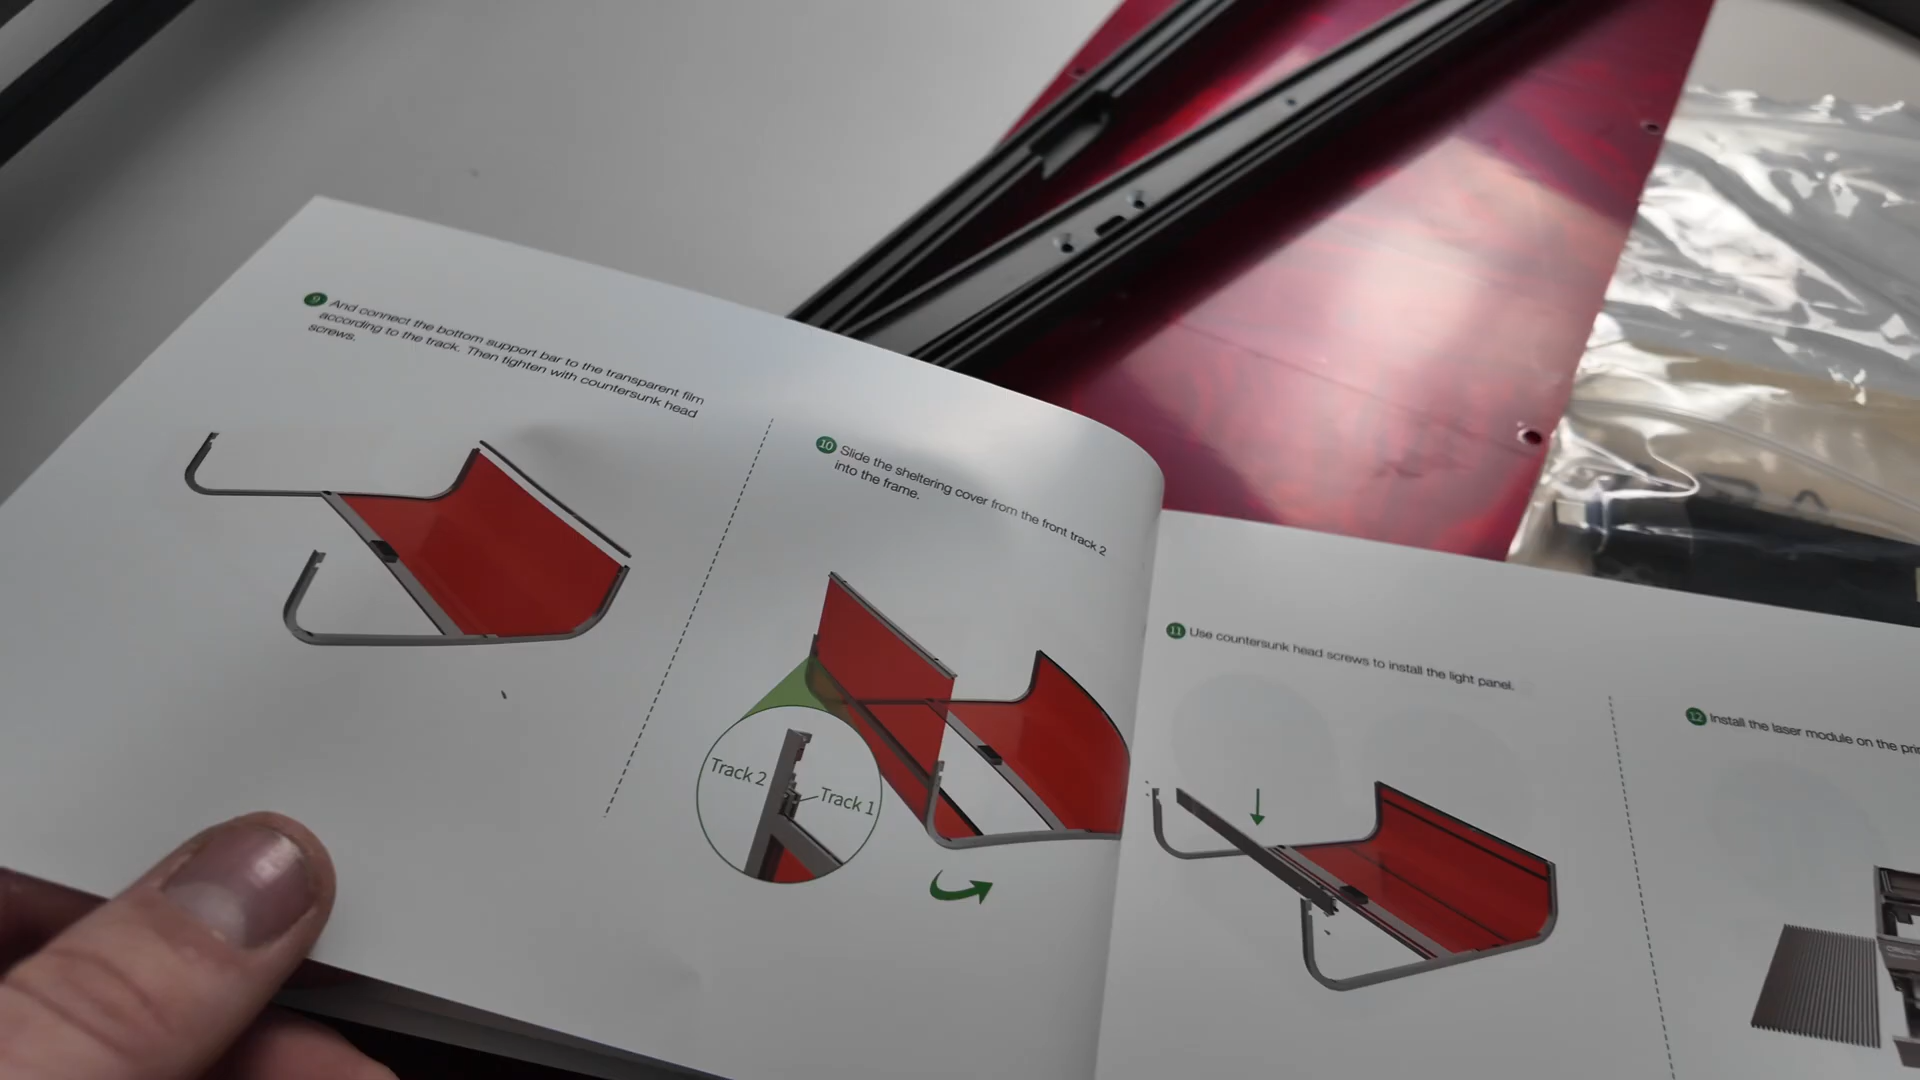 9 And connect the bottom support bar to the transparent film
according to the track. Then tighten with countersunk head
screws.
10 Slide the sheltering cover from the front track 2
into the frame.
Track 2
Track 1
11 Use countersunk head screws to install the light panel.
12 Install the laser module on the